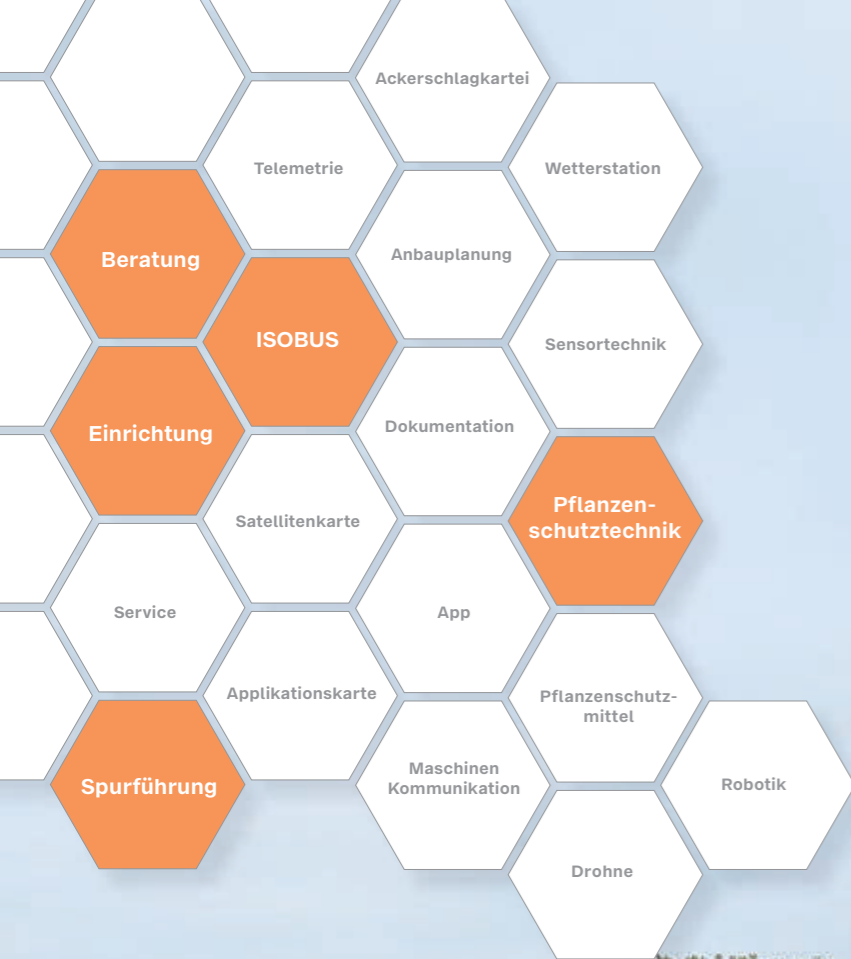 Ackerschlagkartei
Telemetrie
Wetterstation
Beratung
Anbauplanung
ISOBUS
Sensortechnik
Einrichtung
Dokumentation
Pflanzen-
schutztechnik
Satellitenkarte
Service
App
Applikationskarte
Pflanzenschutz-
mittel
Spurführung
Maschinen
Kommunikation
Robotik
Drohne